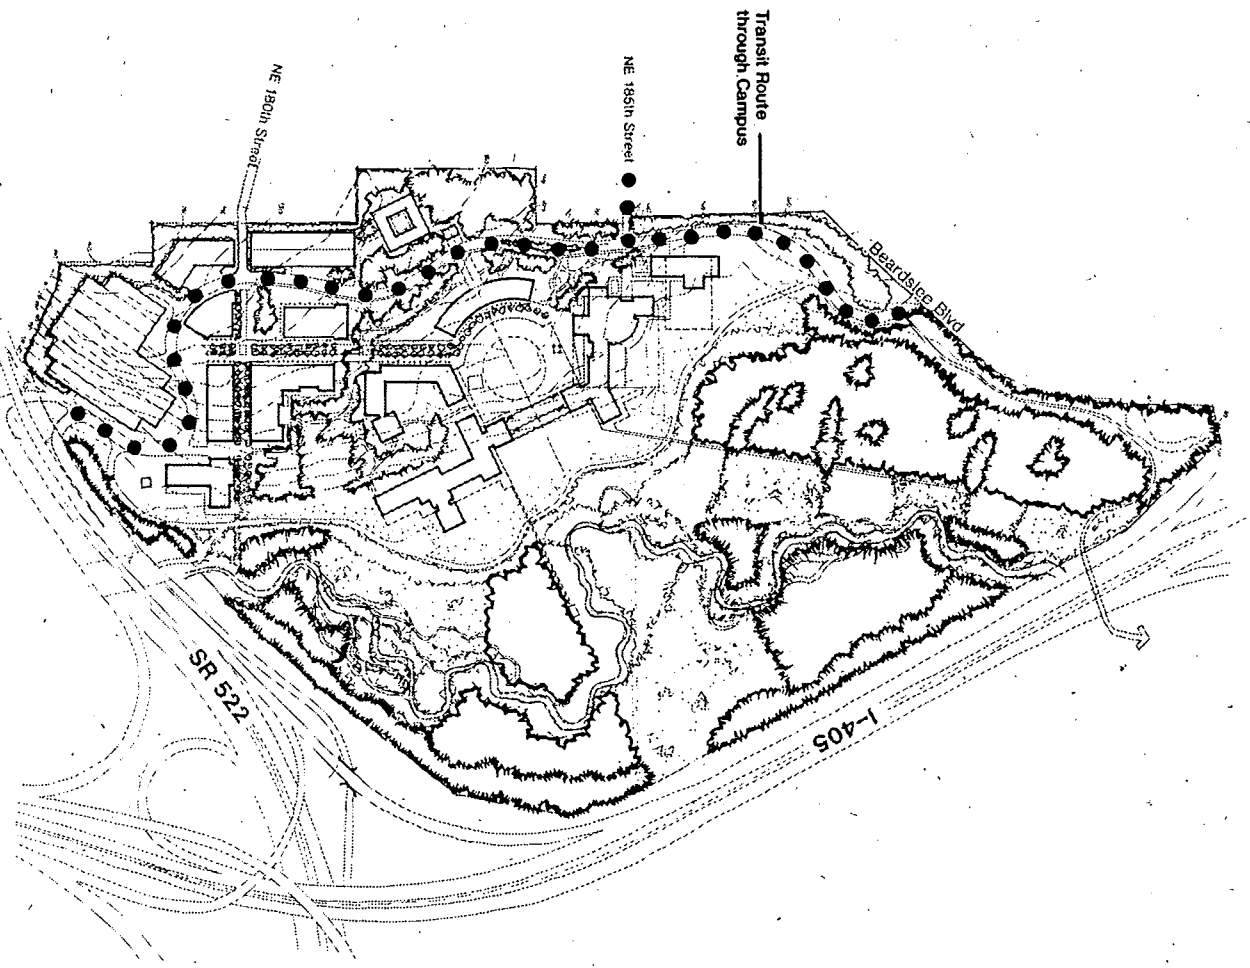 Transit Route
through Campus
NE 185th Street
NE 180th Street
Beardslee Blvd
SR 522
I-405